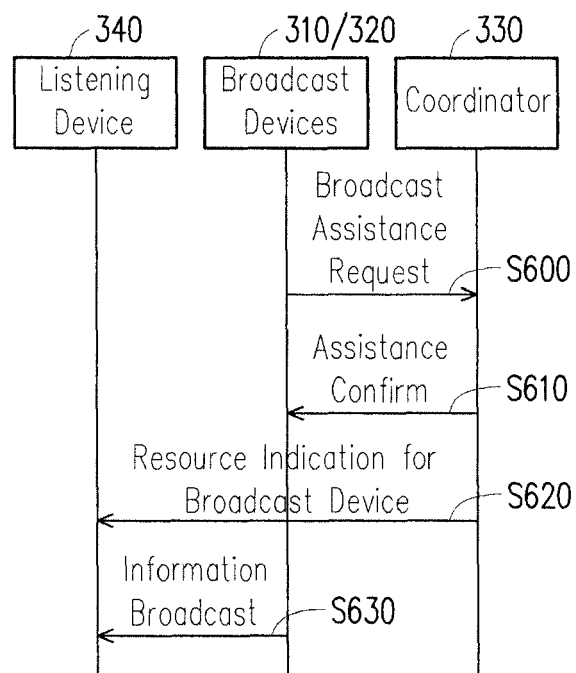 340
310/320
330
Listening
Device
Broadcast
Devices
Coordinator
Broadcast
Assistance
Request
S600
Assistance
Confirm
S610
Resource Indication for
Broadcast Device
S620
Information
Broadcast
S630